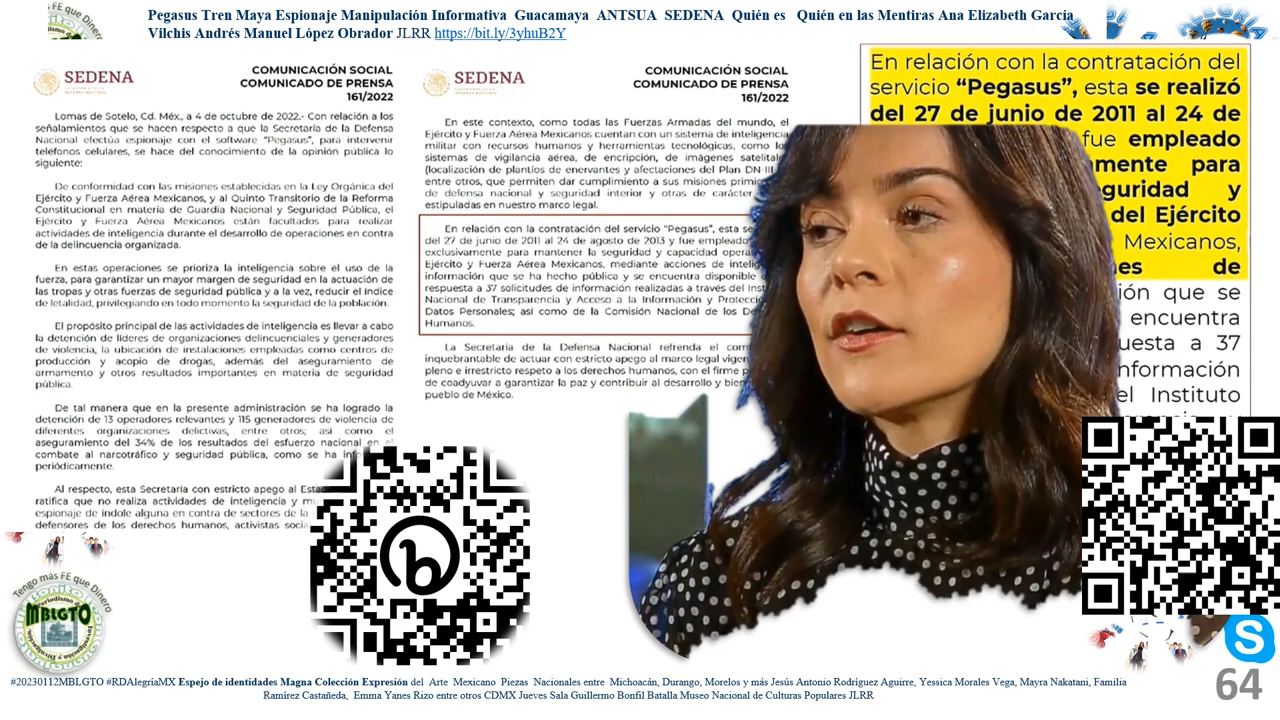 Pegasus Tren Maya Espionaje Manipulación Informativa Guacamaya ANTSUA SEDENA Quién es Quién en las Mentiras Ana Elizabeth García
Vilchis Andrés Manuel López Obrador JLRR https://bit.ly/3yhuB2Y
SEDENA
COMUNICACIÓN SOCIAL
COMUNICADO DE PRENSA
161/2022
Lomas de Sotelo, Cd. Méx., a 4 de octubre de 2022.- Con relación a los
señalamientos que se hacen respecto a que la Secretaría de la Defensa
Nacional efectúa espionaje con el software "Pegasus", para intervenir
teléfonos celulares, se hace del conocimiento de la opinión pública lo
siguiente:
De conformidad con las misiones establecidas en la Ley Orgánica del
Ejército y Fuerza Aérea Mexicanos, y al Quinto Transitorio de la Reforma
Constitucional en materia de Guardia Nacional y Seguridad Pública, el
Ejército y Fuerza Aérea Mexicanos están facultados para realizar
actividades de inteligencia durante el desarrollo de operaciones en contra
de la delincuencia organizada.
En estas operaciones se prioriza la inteligencia sobre el uso de la
fuerza, para garantizar un mayor margen de seguridad en la actuación de
las tropas y otras fuerzas de seguridad pública y a la vez, reducir el índice
de letalidad, privilegiando en todo momento la seguridad de la población.
El propósito principal de las actividades de inteligencia es llevar a cabo
la detención de líderes de organizaciones delincuenciales y generadores
de violencia, la ubicación de instalaciones empleadas como centros de
producción y acopio de drogas, además del aseguramiento de
armamento y otros resultados importantes en materia de seguridad
pública.
De tal manera que en la presente administración se ha logrado la
detención de 13 operadores relevantes y 115 generadores de violencia de
diferentes organizaciones delictivas, entre otros; así como el
aseguramiento del 34% de los resultados del esfuerzo nacional en el
combate al narcotráfico y seguridad pública, como se ha
periódicamente.
Al respecto, esta Secretaría con estricto apego al
ratifica que no realiza actividades de inteligencia y
espionaje de índole alguna en contra de sectores de la
defensores de los derechos humanos, activistas
SEDENA
COMUNICACIÓN SOCIAL
COMUNICADO DE PRENSA
161/2022
En este contexto, como todas las Fuerzas Armadas del mundo, el
Ejército y Fuerza Aérea Mexicanos cuentan con un sistema de inteligencia
militar con recursos humanos y herramientas tecnológicas, como
sistemas de vigilancia aérea, de encripción, de imágenes
(localización de plantíos de enervantes y afectaciones del Plan DN-III
entre otros, que permiten dar cumplimiento a sus misiones
de defensa nacional y seguridad interior y otras de carácter
estipuladas en nuestro marco legal.
En relación con la contratación del servicio "Pegasus", esta
del 27 de junio de 2011 al 24 de agosto de 2013 y fue
exclusivamente para mantener la seguridad y capacidad
Ejército y Fuerza Aérea Mexicanos, mediante acciones de
información que se ha hecho pública y se encuentra disponible
respuesta a 37 solicitudes de información realizadas a través del
Nacional de Transparencia y Acceso a la Información y
Datos Personales; así como de la Comisión Nacional de los
Humanos.
La Secretaría de la Defensa Nacional refrenda el
inquebrantable de actuar con estricto apego al marco legal
pleno e irrestricto respeto a los derechos humanos, con el firme
de coadyuvar a garantizar la paz y contribuir al desarrollo y
pueblo de México.
En relación con la contratación del
servicio “Pegasus”, esta se realizó
del 27 de junio de 2011 al 24 de
fue empleado
para
y
del Ejército
Mexicanos,
de
que se
encuentra
a 37
el Instituto
Tengo más FE que Dinero
MBLGTO
#20230112MBLGTO #RDAlegríaMX Espejo de identidades Magna Colección Expresión del Arte Mexicano Piezas Nacionales entre Michoacán, Durango, Morelos y más Jesús Antonio Rodríguez Aguirre, Yessica Morales Vega, Mayra Nakatani, Familia
Ramírez Castañeda, Emma Yanes Rizo entre otros CDMX Jueves Sala Guillermo Bonfil Batalla Museo Nacional de Culturas Populares JLRR
64